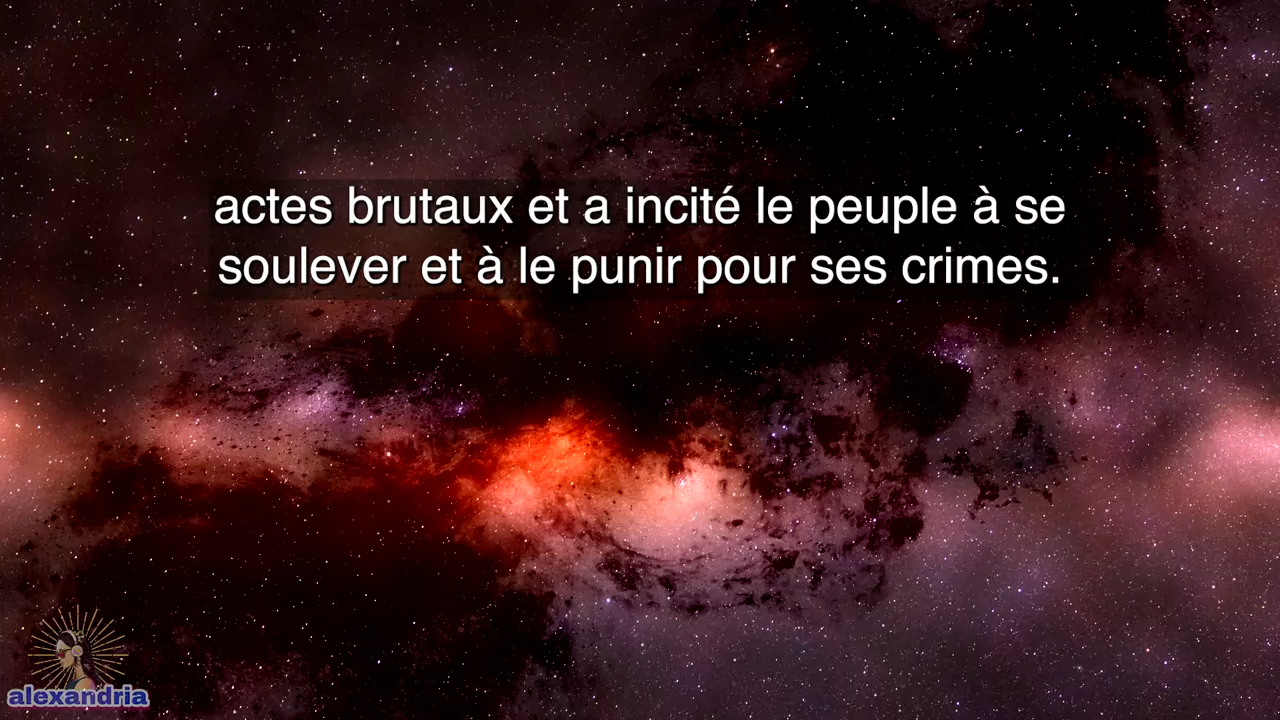 actes brutaux et a incité le peuple à se
soulever et à le punir pour ses crimes.
alexandria